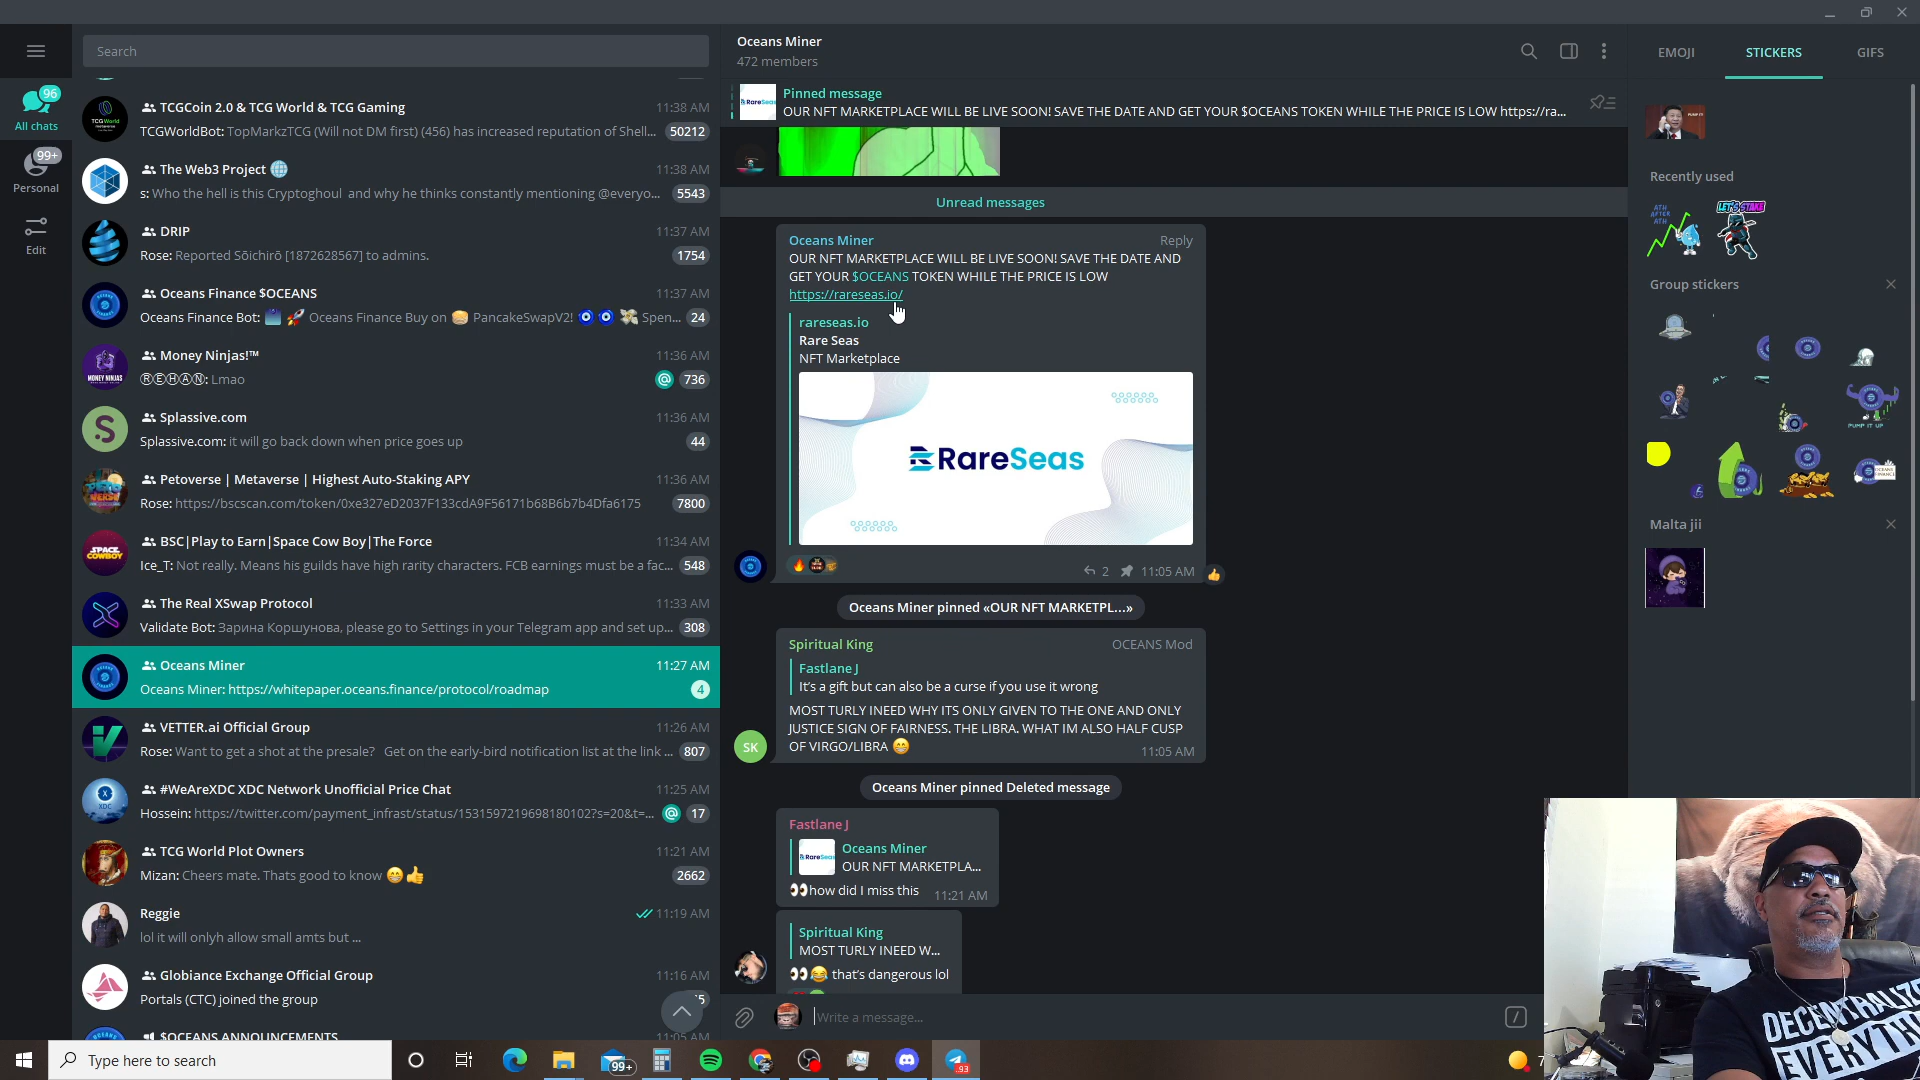 Search
96
All chats
99+
Personal
Edit
TCGCoin 2.0 & TCG World & TCG Gaming 11:38 AM
TCGWorldBot: TopMarkzTCG (Will not DM first) (456) has increased reputation of Shell... 50212
The Web3 Project 11:38 AM
s: Who the hell is this Cryptoghoul and why he thinks constantly mentioning @everyo... 5543
DRIP 11:37 AM
Rose: Reported Sōichirō [1872628567] to admins. 1754
Oceans Finance $OCEANS 11:37 AM
Oceans Finance Bot: 🚀 Oceans Finance Buy on PancakeSwapV2! 🧿 🧿 💸 Spen... 24
Money Ninjas!™ 11:36 AM
ⓇⒺⒽⒶⓃ: Lmao @ 736
Splassive.com 11:36 AM
Splassive.com: it will go back down when price goes up 44
Petoverse | Metaverse | Highest Auto-Staking APY 11:36 AM
Rose: https://bscscan.com/token/0xe327eD2037F133cdA9F56171b68B6b7b4Dfa6175 7800
BSC|Play to Earn|Space Cow Boy|The Force 11:34 AM
Ice_T: Not really. Means his guilds have high rarity characters. FCB earnings must be a fac... 548
The Real XSwap Protocol 11:33 AM
Validate Bot: Зарина Коршунова, please go to Settings in your Telegram app and set up... 308
Oceans Miner 11:27 AM
Oceans Miner: https://whitepaper.oceans.finance/protocol/roadmap 4
VETTER.ai Official Group 11:26 AM
Rose: Want to get a shot at the presale? Get on the early-bird notification list at the link ... 807
#WeAreXDC XDC Network Unofficial Price Chat 11:25 AM
Hossein: https://twitter.com/payment_infrast/status/1531597219698180102?s=20&t=... @ 17
TCG World Plot Owners 11:21 AM
Mizan: Cheers mate. Thats good to know 😁👍 2662
Reggie 11:19 AM
lol it will onlyh allow small amts but ...
Globiance Exchange Official Group 11:16 AM
Portals (CTC) joined the group
$OCEANS ANNOUNCEMENTS 11:05 AM
Oceans Miner
472 members
Pinned message
OUR NFT MARKETPLACE WILL BE LIVE SOON! SAVE THE DATE AND GET YOUR $OCEANS TOKEN WHILE THE PRICE IS LOW https://ra...
Unread messages
Oceans Miner Reply
OUR NFT MARKETPLACE WILL BE LIVE SOON! SAVE THE DATE AND
GET YOUR $OCEANS TOKEN WHILE THE PRICE IS LOW
https://rareseas.io/
rareseas.io
Rare Seas
NFT Marketplace
RareSeas
2 11:05 AM
Oceans Miner pinned «OUR NFT MARKETPL...»
Spiritual King OCEANS Mod
Fastlane J
It's a gift but can also be a curse if you use it wrong
MOST TURLY INEED WHY ITS ONLY GIVEN TO THE ONE AND ONLY
JUSTICE SIGN OF FAIRNESS. THE LIBRA. WHAT IM ALSO HALF CUSP
OF VIRGO/LIBRA 😁
11:05 AM
SK
Oceans Miner pinned Deleted message
Fastlane J
Oceans Miner
OUR NFT MARKETPLA...
👀how did I miss this 11:21 AM
Spiritual King
MOST TURLY INEED W...
👀😂 that's dangerous lol
Write a message...
EMOJI STICKERS GIFS
PUMP IT
Recently used
ATH AFTER ATH
LET'S STAKE
Group stickers
PUMP IT UP
OCEANS FINANCE
Malta jii
DECENTRALIZE
EVERYTHING
Type here to search
99+
.93